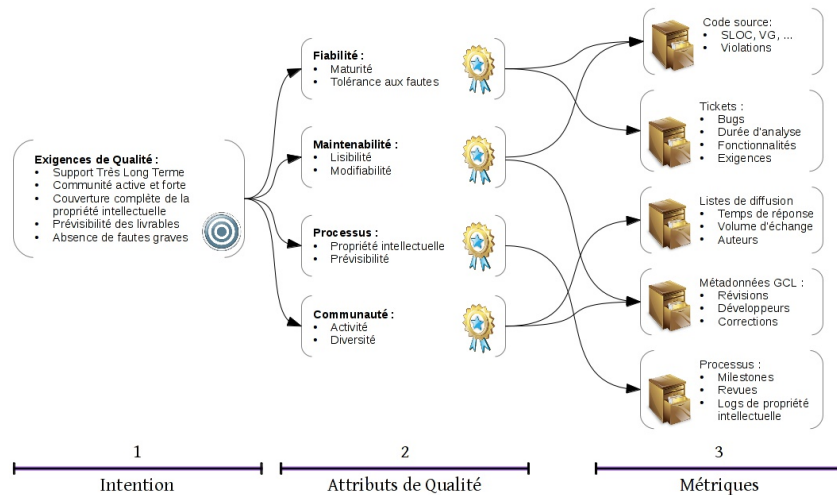 Exigences de Qualité :
• Support Très Long Terme
• Communité active et forte
• Couverture complète de la
propriété intellectuelle
• Prévisibilité des livrables
• Absence de fautes graves
Fiabilité :
• Maturité
• Tolérance aux fautes
Maintenabilité :
• Lisibilité
• Modifiabilité
Processus :
• Propriété intellectuelle
• Prévisibilité
Communauté :
• Activité
• Diversité
Code source:
• SLOC, VG, ...
• Violations
Tickets :
• Bugs
• Durée d'analyse
• Fonctionnalités
• Exigences
Listes de diffusion
• Temps de réponse
• Volume d'échange
• Auteurs
Métadonnées GCL :
• Révisions
• Développeurs
• Corrections
Processus :
• Milestones
• Revues
• Logs de propriété
intellectuelle
1
Intention
2
Attributs de Qualité
3
Métriques